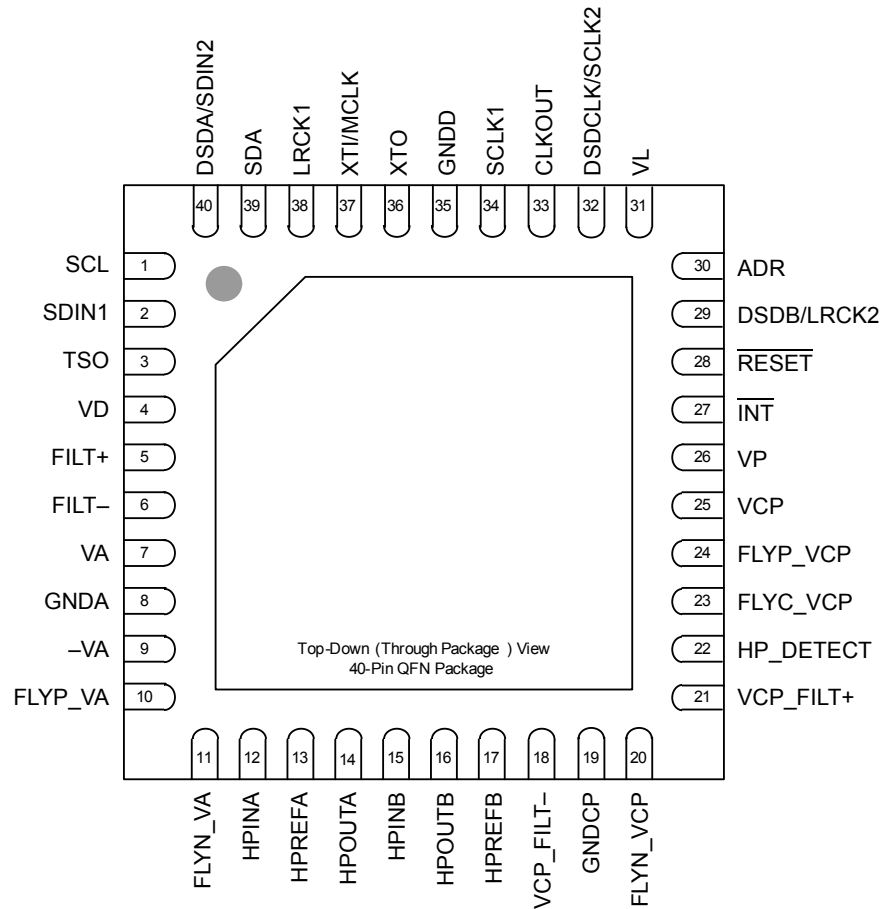 DSDA/SDIN2
SDA
LRCK1
XTI/MCLK
XTO
GNDD
SCLK1
CLKOUT
DSDCLK/SCLK2
VL
40
39
38
37
36
35
34
33
32
31
SCL 1
SDIN1 2
TSO 3
VD 4
FILT+ 5
FILT– 6
VA 7
GNDA 8
–VA 9
FLYP_VA 10
30 ADR
29 DSDB/LRCK2
28 RESET
27 INT
26 VP
25 VCP
24 FLYP_VCP
23 FLYC_VCP
22 HP_DETECT
21 VCP_FILT+
Top-Down (Through Package ) View
40-Pin QFN Package
11
12
13
14
15
16
17
18
19
20
FLYN_VA
HPINA
HPREFA
HPOUTA
HPINB
HPOUTB
HPREFB
VCP_FILT–
GNDCP
FLYN_VCP